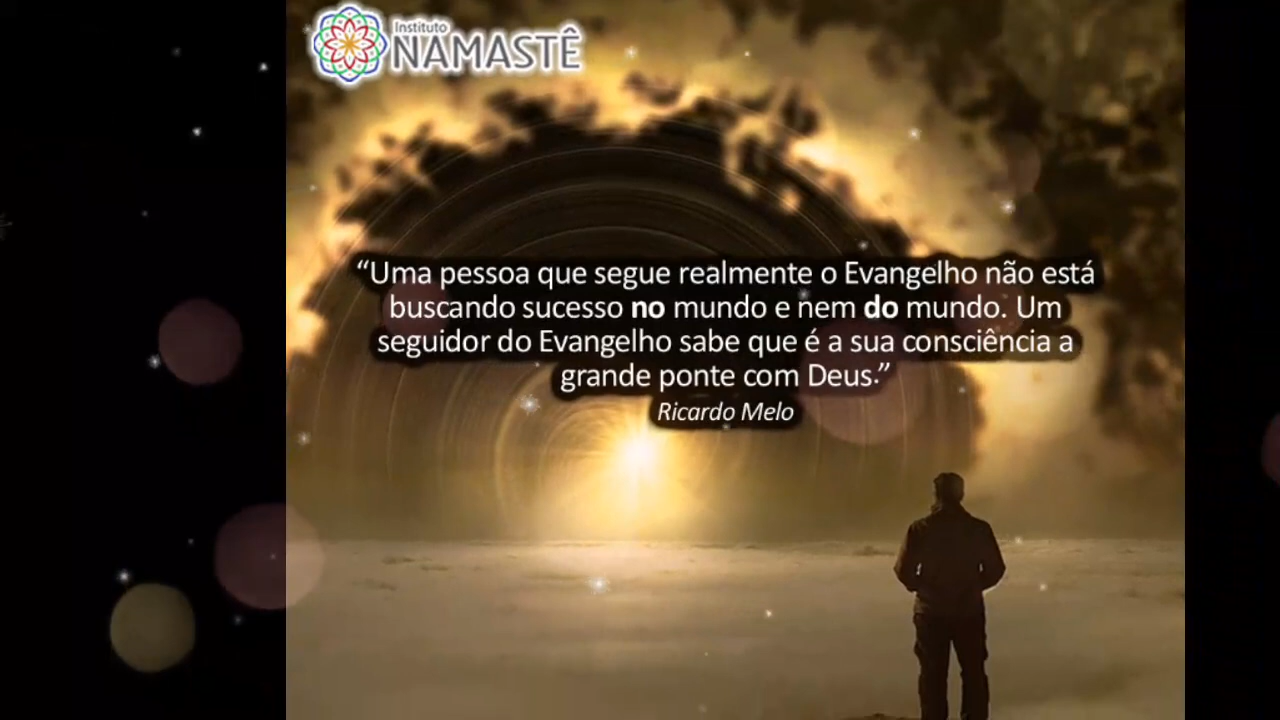 Instituto
NAMASTÊ
“Uma pessoa que segue realmente o Evangelho não está
buscando sucesso no mundo e nem do mundo. Um
seguidor do Evangelho sabe que é a sua consciência a
grande ponte com Deus.”
Ricardo Melo